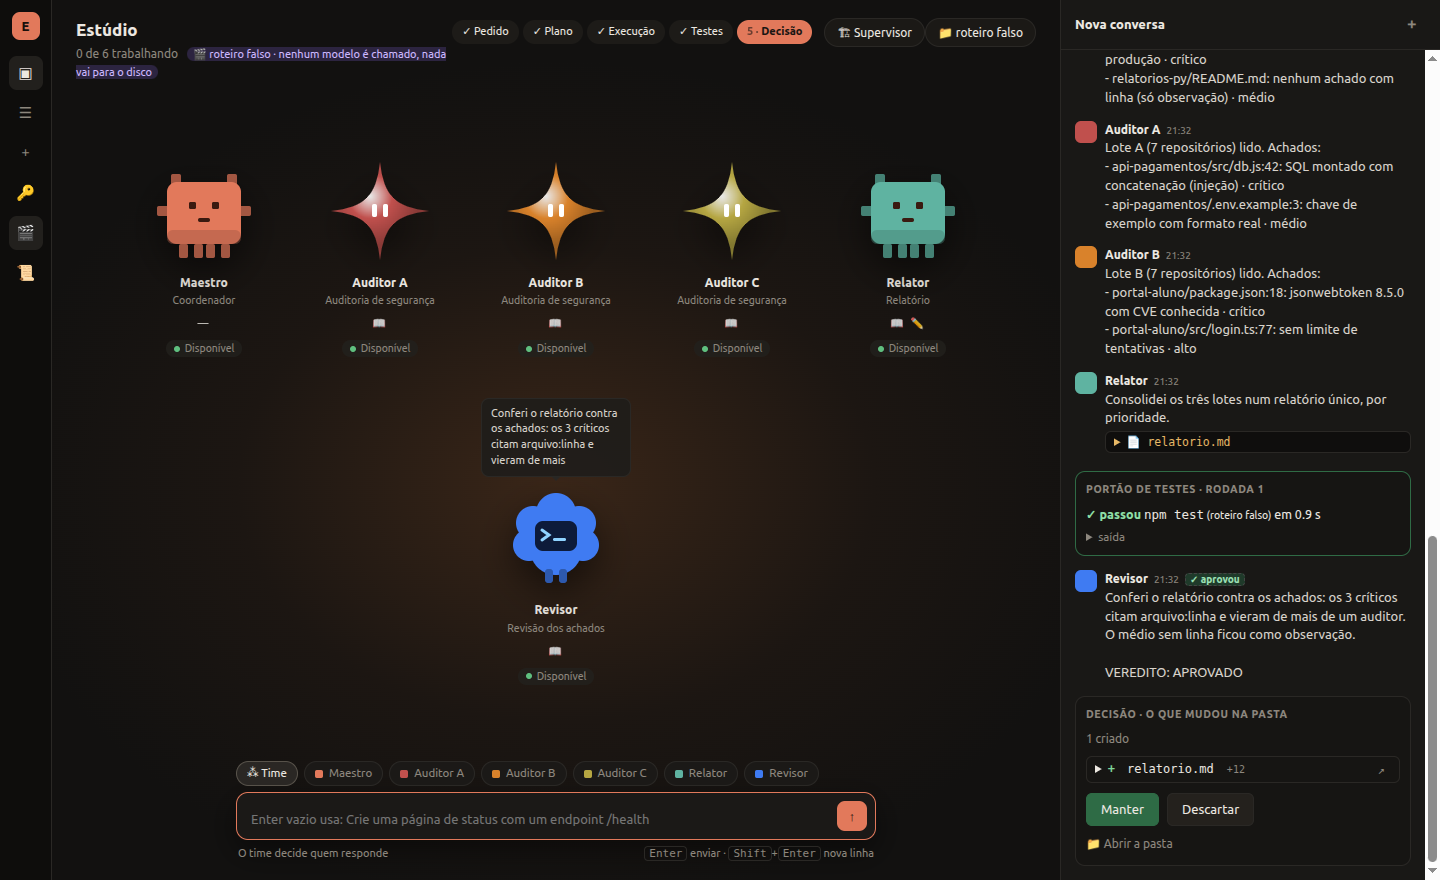 E
Estúdio
0 de 6 trabalhando 🎬 roteiro falso · nenhum modelo é chamado, nada
vai para o disco
✓ Pedido
✓ Plano
✓ Execução
✓ Testes
5 · Decisão
🏗 Supervisor
📁 roteiro falso
Maestro
Coordenador
—
Disponível
Auditor A
Auditoria de segurança
Disponível
Auditor B
Auditoria de segurança
Disponível
Auditor C
Auditoria de segurança
Disponível
Relator
Relatório
Disponível
Conferi o relatório contra
os achados: os 3 críticos
citam arquivo:linha e
vieram de mais
Revisor
Revisão dos achados
Disponível
Time
Maestro
Auditor A
Auditor B
Auditor C
Relator
Revisor
Enter vazio usa: Crie uma página de status com um endpoint /health
↑
O time decide quem responde
Enter enviar · Shift+Enter nova linha
Nova conversa
+
produção · crítico
- relatorios-py/README.md: nenhum achado com
linha (só observação) · médio
Auditor A 21:32
Lote A (7 repositórios) lido. Achados:
- api-pagamentos/src/db.js:42: SQL montado com
concatenação (injeção) · crítico
- api-pagamentos/.env.example:3: chave de
exemplo com formato real · médio
Auditor B 21:32
Lote B (7 repositórios) lido. Achados:
- portal-aluno/package.json:18: jsonwebtoken 8.5.0
com CVE conhecida · crítico
- portal-aluno/src/login.ts:77: sem limite de
tentativas · alto
Relator 21:32
Consolidei os três lotes num relatório único, por
prioridade.
▶ 📄 relatorio.md
PORTÃO DE TESTES · RODADA 1
✓ passou npm test (roteiro falso) em 0.9 s
▶ saída
Revisor 21:32 ✓ aprovou
Conferi o relatório contra os achados: os 3 críticos
citam arquivo:linha e vieram de mais de um auditor.
O médio sem linha ficou como observação.
VEREDITO: APROVADO
DECISÃO · O QUE MUDOU NA PASTA
1 criado
▶ + relatorio.md +12 ↗
Manter
Descartar
📁 Abrir a pasta